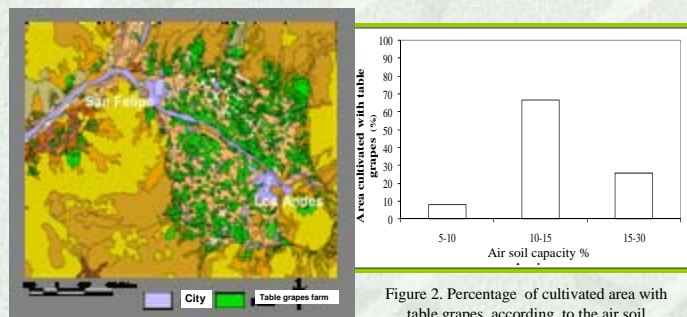 San Felipe
Los Andes
City
Table grapes farm
Area cultivated with table
grapes (%)
100
90
80
70
60
50
40
30
20
10
0
5-10
10-15
15-30
Air soil capacity %
Figure 2. Percentage of cultivated area with
table grapes, according to the air soil